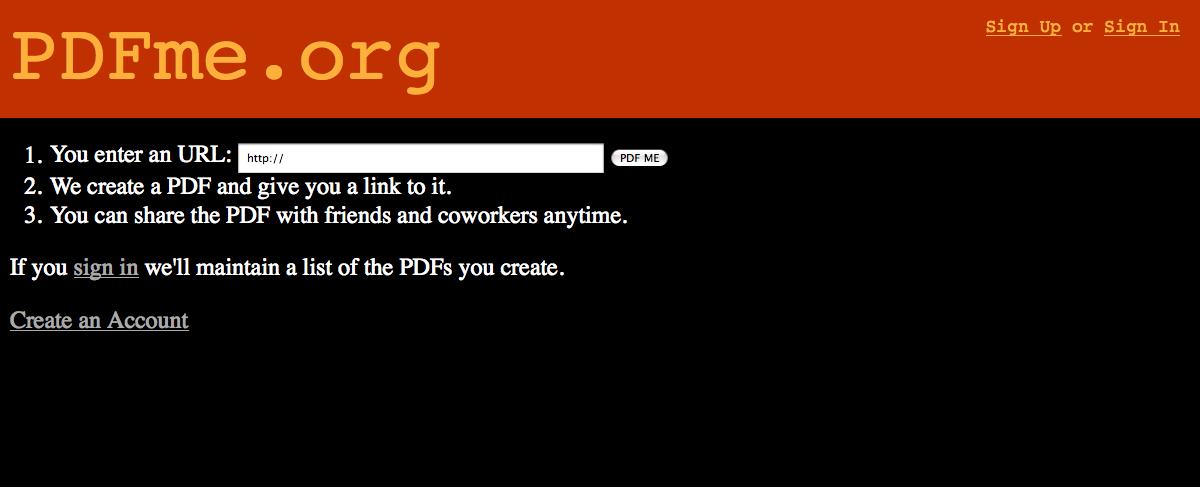 PDFme.org
Sign Up or Sign In
1. You enter an URL: http:// PDF ME
2. We create a PDF and give you a link to it.
3. You can share the PDF with friends and coworkers anytime.
If you sign in we'll maintain a list of the PDFs you create.
Create an Account